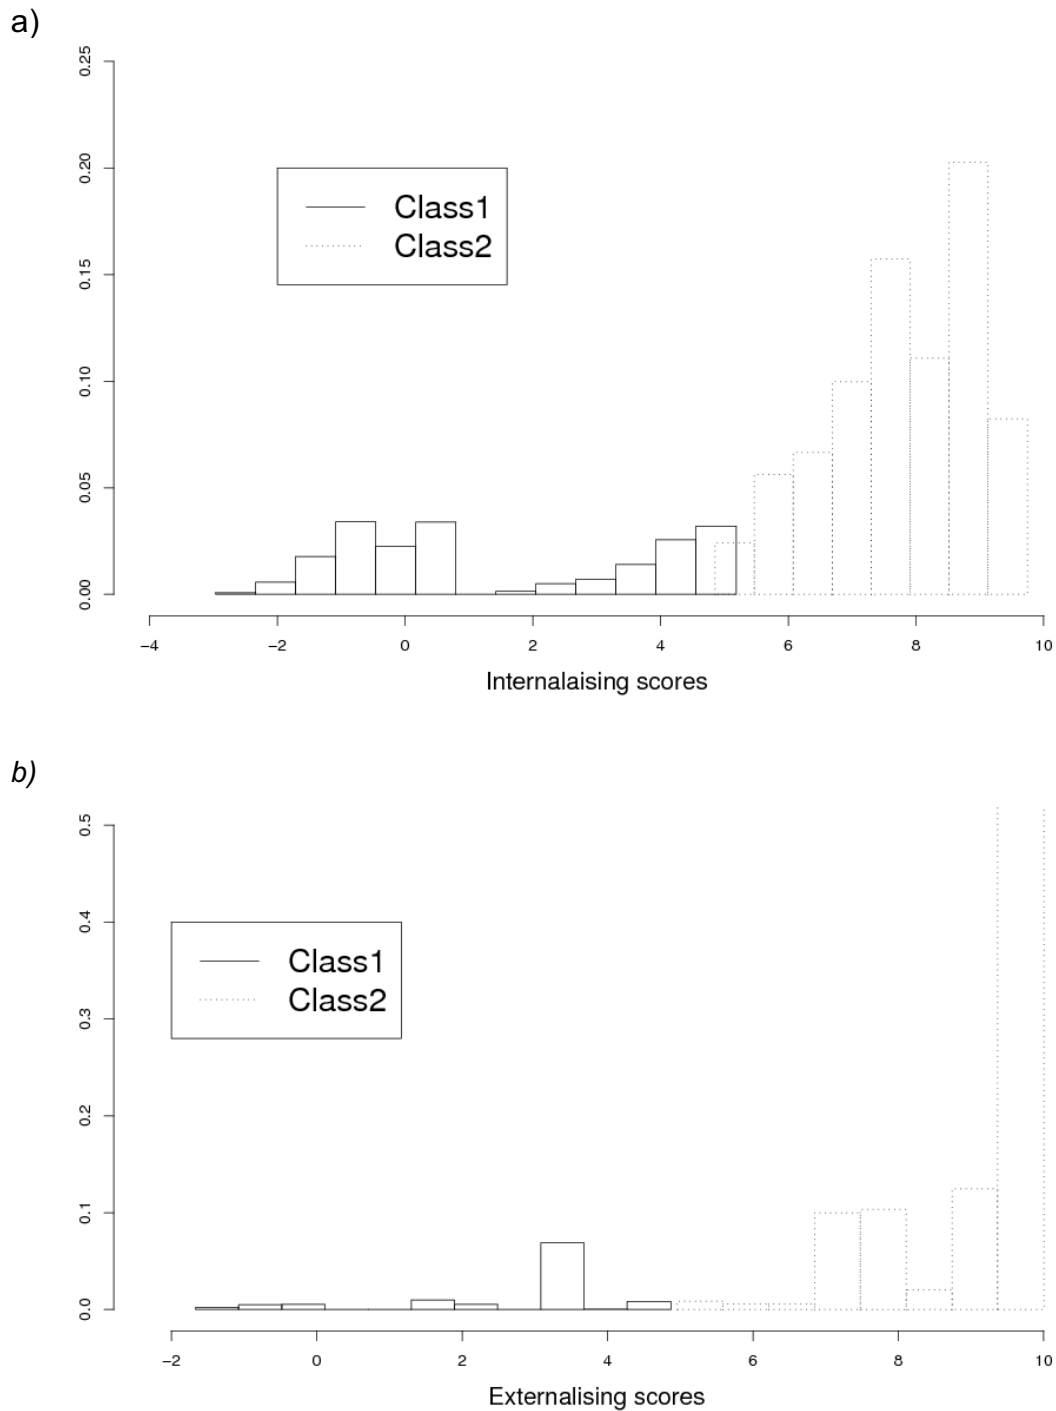 a)
0.25
0.20
0.15
0.10
0.05
0.00
Class1
Class2
−4 −2 0 2 4 6 8 10
Internalaising scores
b)
0.5
0.4
0.3
0.2
0.1
0.0
Class1
Class2
−2 0 2 4 6 8 10
Externalising scores